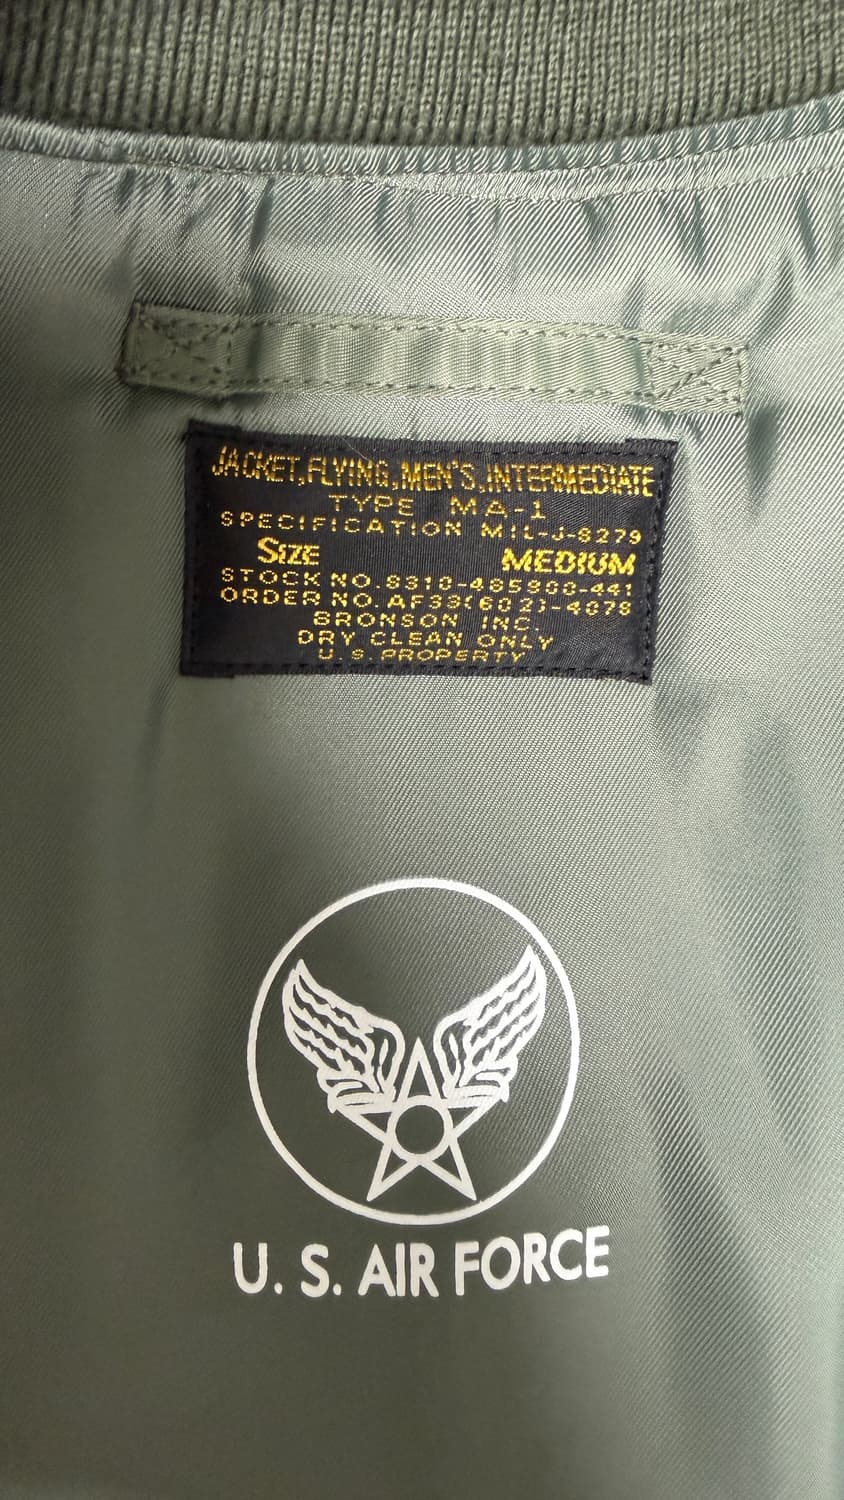 JACKET, FLYING, MEN'S, INTERMEDIATE
TYPE MA-1
SPECIFICATION MIL-J-8279
SIZE MEDIUM
STOCK NO. 8310-485900-441
ORDER NO. AF33(602)-4078
BRONSON INC.
DRY CLEAN ONLY
U.S. PROPERTY
U. S. AIR FORCE